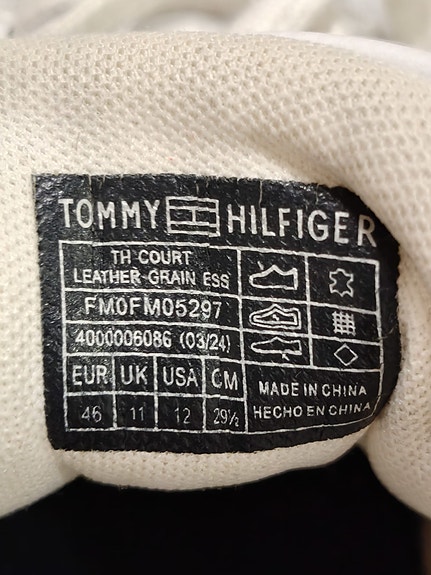 TOMMY HILFIGER
TH COURT
LEATHER GRAIN ESS
FM0FM05297
4000006086 (03/24)
EUR UK USA CM
46 11 12 29½
MADE IN CHINA
HECHO EN CHINA